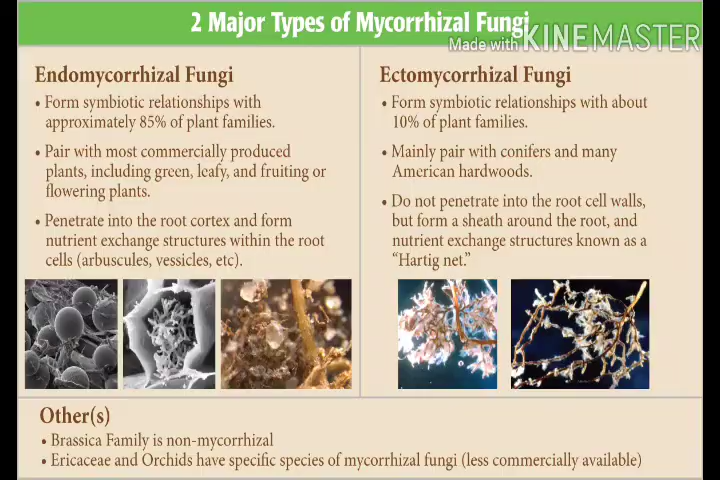 2 Major Types of Mycorrhizal Fungi
Made with KINEMASTER
Endomycorrhizal Fungi
• Form symbiotic relationships with
approximately 85% of plant families.
• Pair with most commercially produced
plants, including green, leafy, and fruiting or
flowering plants.
• Penetrate into the root cortex and form
nutrient exchange structures within the root
cells (arbuscules, vessicles, etc).
Ectomycorrhizal Fungi
• Form symbiotic relationships with about
10% of plant families.
• Mainly pair with conifers and many
American hardwoods.
• Do not penetrate into the root cell walls,
but form a sheath around the root, and
nutrient exchange structures known as a
“Hartig net.”
Other(s)
• Brassica Family is non-mycorrhizal
• Ericaceae and Orchids have specific species of mycorrhizal fungi (less commercially available)